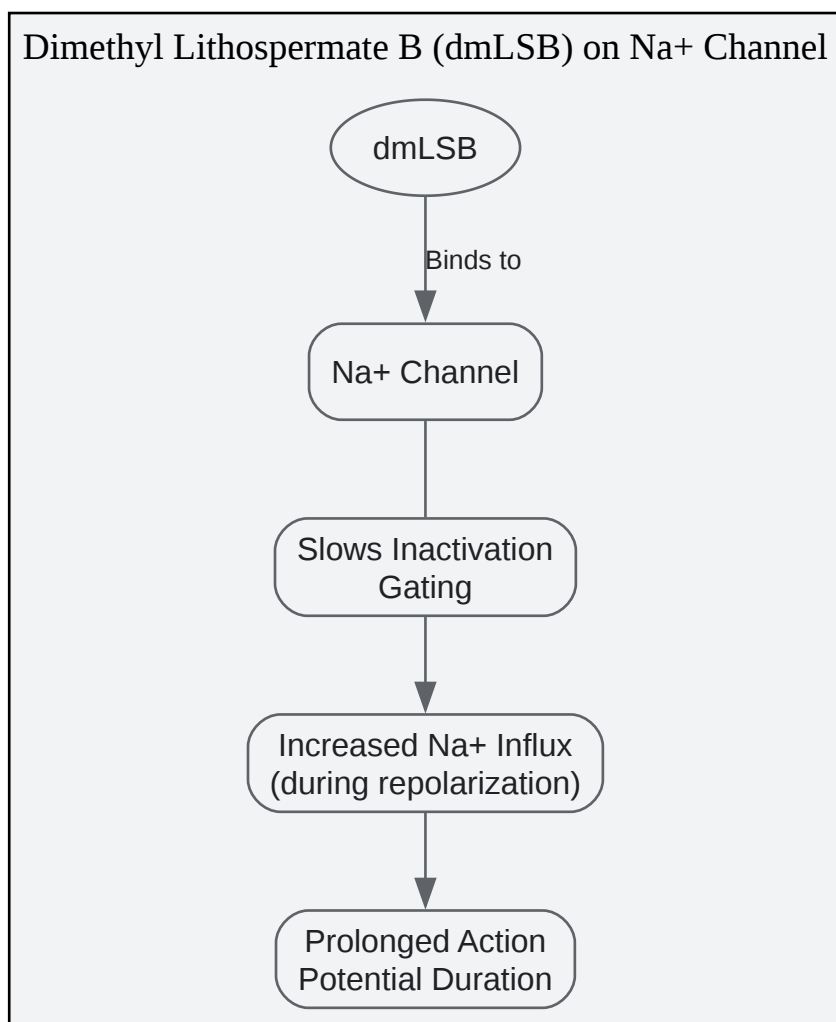 Dimethyl Lithospermate B (dmLSB) on Na+ Channel
dmLSB
Binds to
Na+ Channel
Slows Inactivation
Gating
Increased Na+ Influx
(during repolarization)
Prolonged Action
Potential Duration